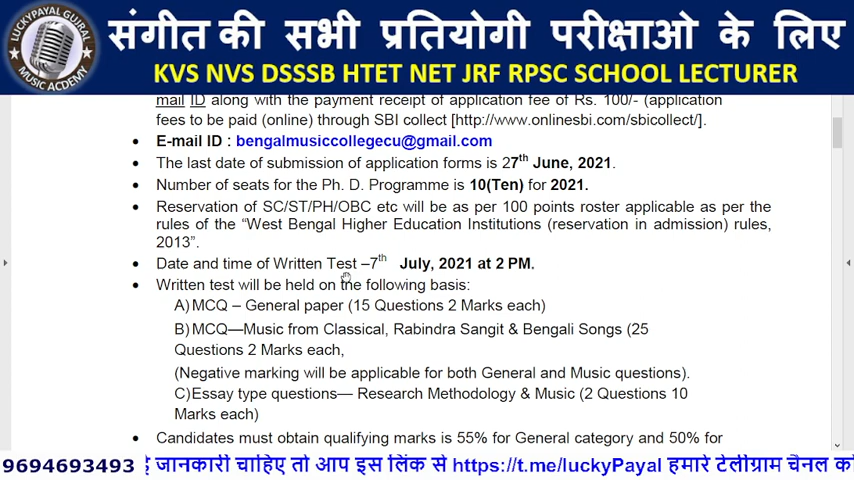 LUCKYPAYAL GUJRAL
MUSIC ACADEMY
संगीत की सभी प्रतियोगी परीक्षाओ के लिए
KVS NVS DSSSB HTET NET JRF RPSC SCHOOL LECTURER
mail ID along with the payment receipt of application fee of Rs. 100/- (application
fees to be paid (online) through SBI collect [http://www.onlinesbi.com/sbicollect/].
• E-mail ID : bengalmusiccollegecu@gmail.com
• The last date of submission of application forms is 27th June, 2021.
• Number of seats for the Ph. D. Programme is 10(Ten) for 2021.
• Reservation of SC/ST/PH/OBC etc will be as per 100 points roster applicable as per the
rules of the “West Bengal Higher Education Institutions (reservation in admission) rules,
2013”.
• Date and time of Written Test –7th July, 2021 at 2 PM.
• Written test will be held on the following basis:
A) MCQ – General paper (15 Questions 2 Marks each)
B) MCQ—Music from Classical, Rabindra Sangit & Bengali Songs (25
Questions 2 Marks each,
(Negative marking will be applicable for both General and Music questions).
C) Essay type questions— Research Methodology & Music (2 Questions 10
Marks each)
• Candidates must obtain qualifying marks is 55% for General category and 50% for
9694693493 जानकारी चाहिए तो आप इस लिंक से https://t.me/luckyPayal हमारे टेलीग्राम चैनल